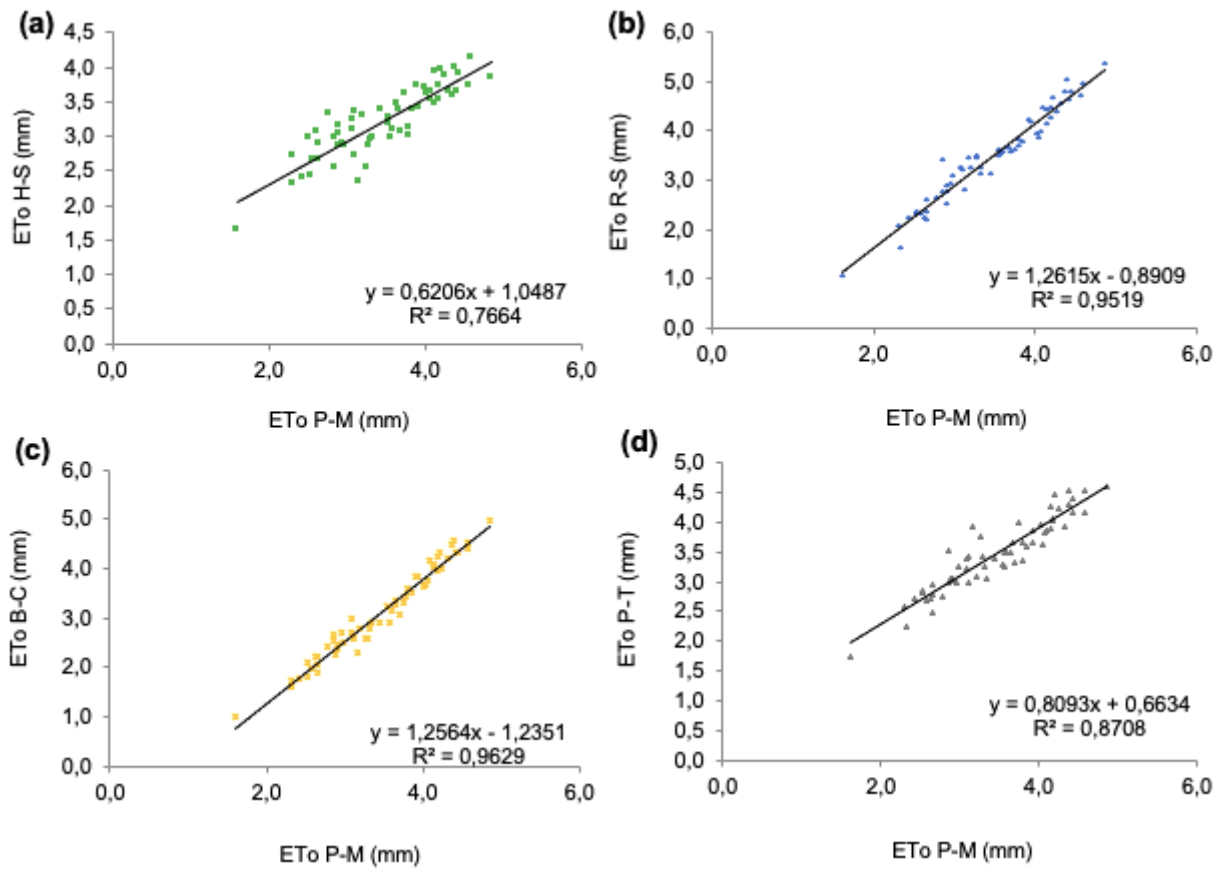 (a)
4,5
4,0
3,5
3,0
2,5
2,0
1,5
1,0
0,5
0,0
ETo H-S (mm)
y = 0,6206x + 1,0487
R² = 0,7664
0,0 2,0 4,0 6,0
ETo P-M (mm)
(b)
6,0
5,0
4,0
3,0
2,0
1,0
0,0
ETo R-S (mm)
y = 1,2615x - 0,8909
R² = 0,9519
0,0 2,0 4,0 6,0
ETo P-M (mm)
(c)
6,0
5,0
4,0
3,0
2,0
1,0
0,0
ETo B-C (mm)
y = 1,2564x - 1,2351
R² = 0,9629
0,0 2,0 4,0 6,0
ETo P-M (mm)
(d)
5,0
4,5
4,0
3,5
3,0
2,5
2,0
1,5
1,0
0,5
0,0
ETo P-T (mm)
y = 0,8093x + 0,6634
R² = 0,8708
0,0 2,0 4,0 6,0
ETo P-M (mm)